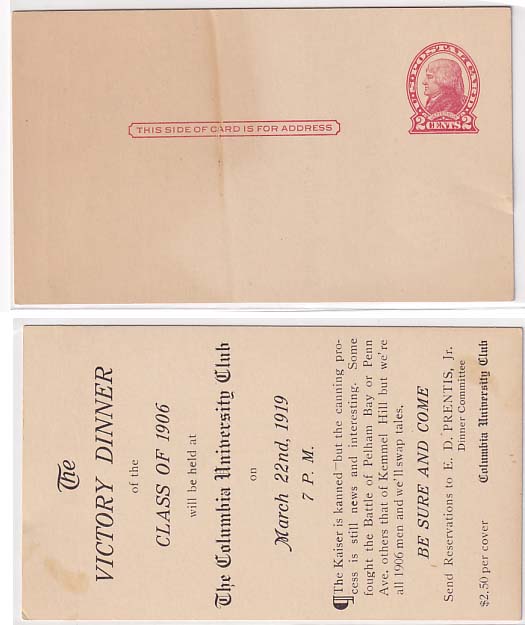 U.S. POSTAL CARD
2 CENTS 2
THIS SIDE OF CARD IS FOR ADDRESS
The
VICTORY DINNER
of the
CLASS OF 1906
will be held at
The Columbia University Club
on
March 22nd, 1919
7 P. M.
¶The Kaiser is kanned—but the canning pro-
cess is still news and interesting. Some
fought the Battle of Pelham Bay or Penn
Ave, others that of Kemmel Hill but we're
all 1906 men and we'll swap tales.
BE SURE AND COME
Send Reservations to E. D. PRENTIS, Jr.
Dinner Committee
$2.50 per cover Columbia University Club